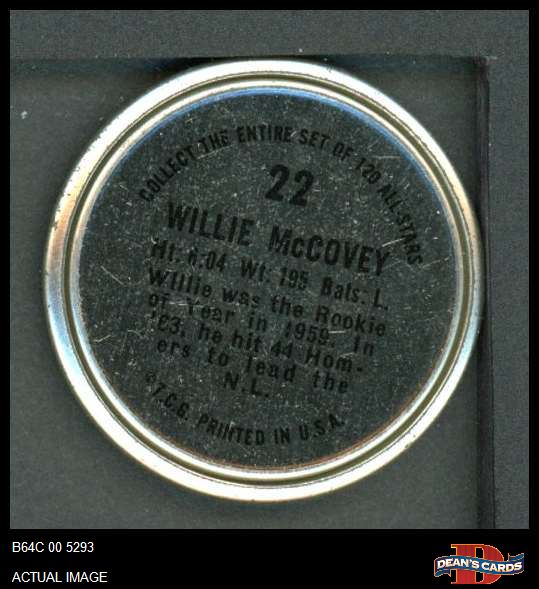 COLLECT THE ENTIRE SET OF 120 ALL-STARS
22
WILLIE McCOVEY
Ht. 6.04 Wt. 195 Bats: L.
Willie was the Rookie
of Year in 1959. In
'63, he hit 44 Hom-
ers to lead the
N.L.
©T.C.G. PRINTED IN U.S.A.
B64C 00 5293
ACTUAL IMAGE
DEAN'S CARDS